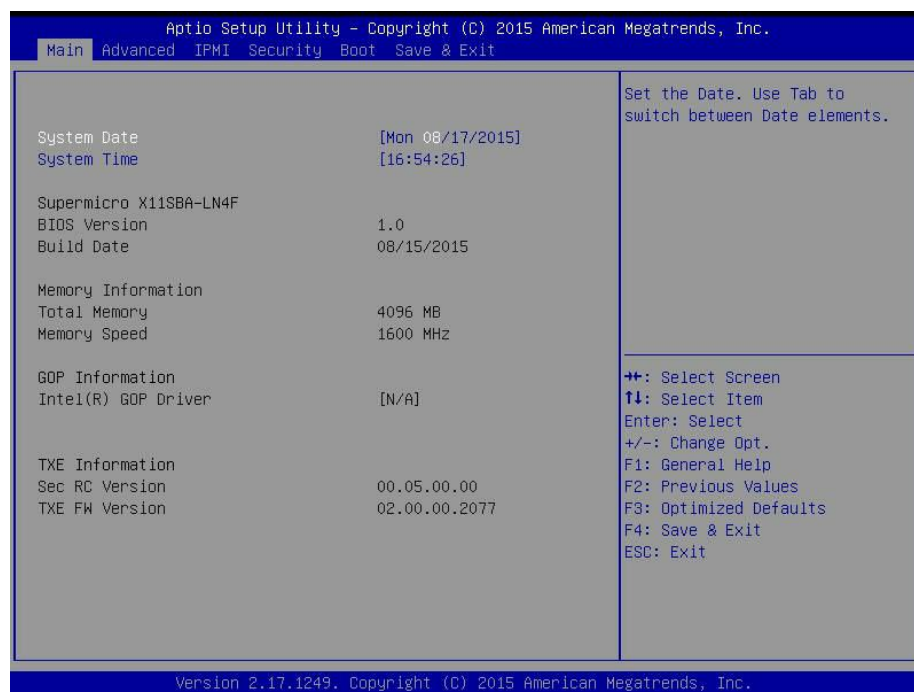 Aptio Setup Utility – Copyright (C) 2015 American Megatrends, Inc.
Main Advanced IPMI Security Boot Save & Exit
Set the Date. Use Tab to
switch between Date elements.
System Date [Mon 08/17/2015]
System Time [16:54:26]
Supermicro X11SBA-LN4F
BIOS Version 1.0
Build Date 08/15/2015
Memory Information
Total Memory 4096 MB
Memory Speed 1600 MHz
GOP Information
Intel(R) GOP Driver [N/A]
TXE Information
Sec RC Version 00.05.00.00
TXE FW Version 02.00.00.2077
→←: Select Screen
↑↓: Select Item
Enter: Select
+/-: Change Opt.
F1: General Help
F2: Previous Values
F3: Optimized Defaults
F4: Save & Exit
ESC: Exit
Version 2.17.1249. Copyright (C) 2015 American Megatrends, Inc.